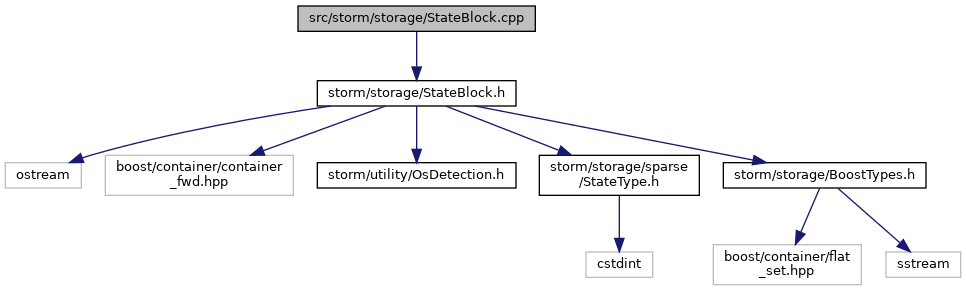 src/storm/storage/StateBlock.cpp
storm/storage/StateBlock.h
ostream
boost/container/container
_fwd.hpp
storm/utility/OsDetection.h
storm/storage/sparse
/StateType.h
storm/storage/BoostTypes.h
cstdint
boost/container/flat
_set.hpp
sstream